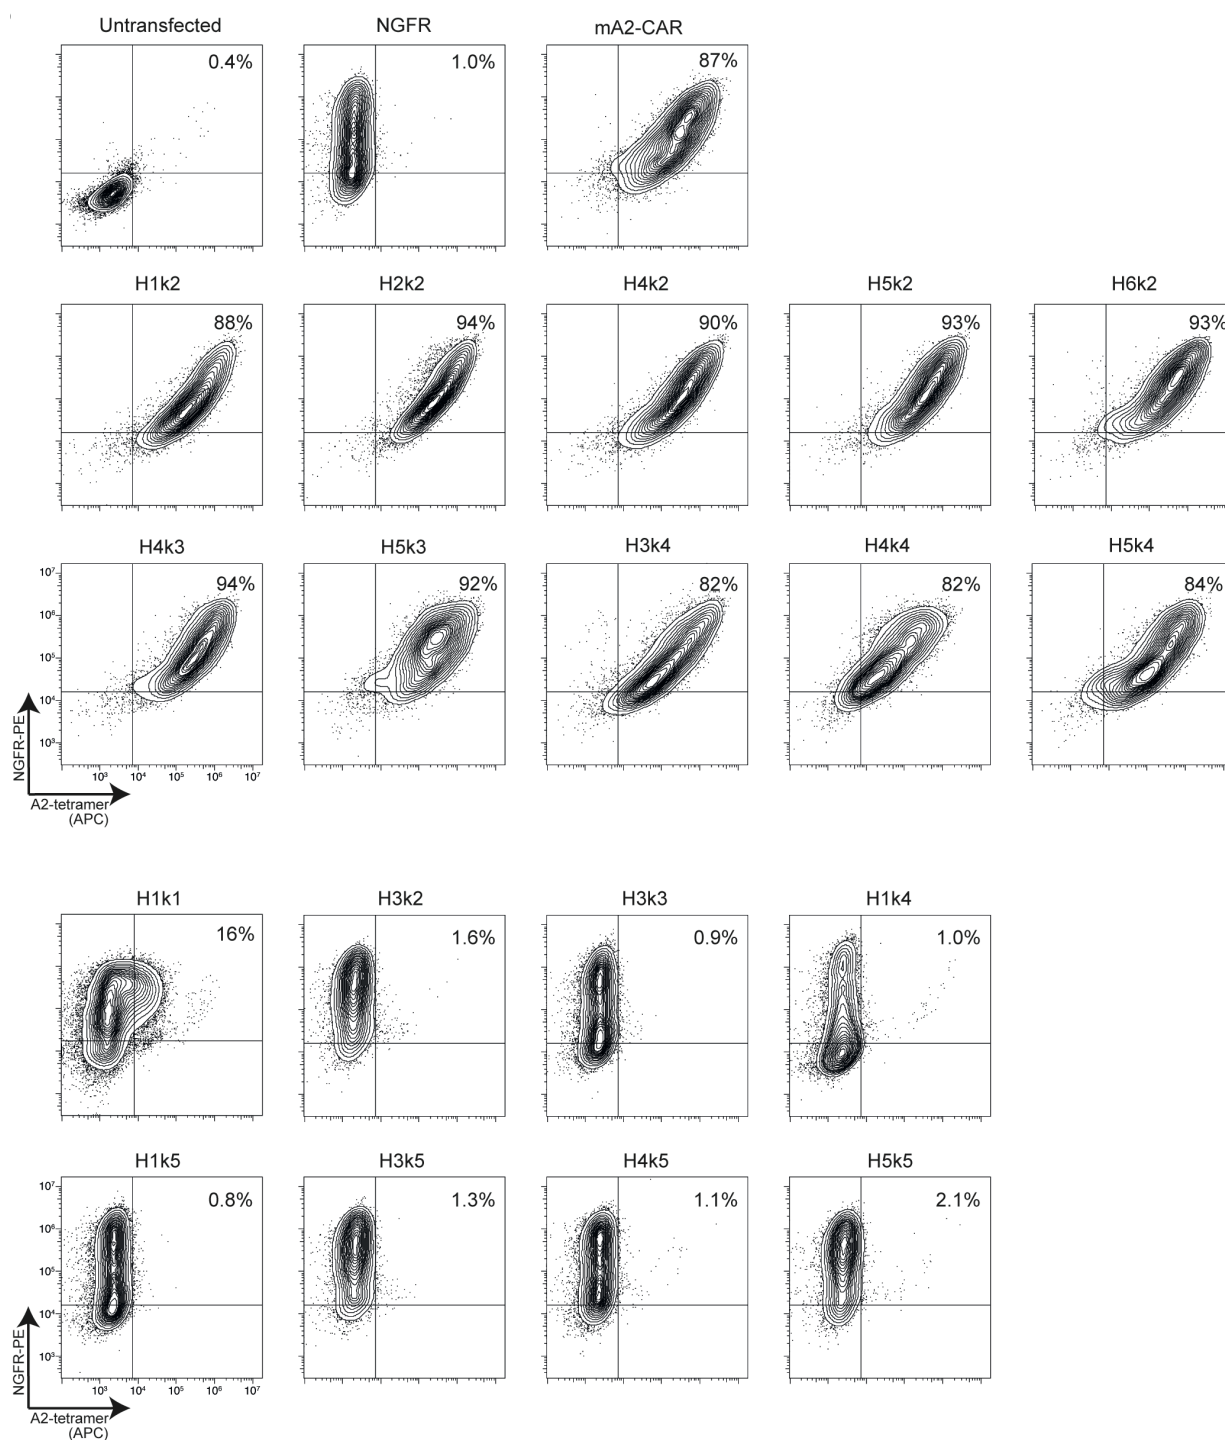 Untransfected NGFR mA2-CAR
0.4% 1.0% 87%
H1k2 H2k2 H4k2 H5k2 H6k2
88% 94% 90% 93% 93%
H4k3 H5k3 H3k4 H4k4 H5k4
94% 92% 82% 82% 84%
10⁷
10⁶
10⁵
10⁴
10³
NGFR-PE
10³ 10⁴ 10⁵ 10⁶ 10⁷
A2-tetramer
(APC)
H1k1 H3k2 H3k3 H1k4
16% 1.6% 0.9% 1.0%
H1k5 H3k5 H4k5 H5k5
0.8% 1.3% 1.1% 2.1%
10⁷
10⁶
10⁵
10⁴
10³
NGFR-PE
10³ 10⁴ 10⁵ 10⁶ 10⁷
A2-tetramer
(APC)